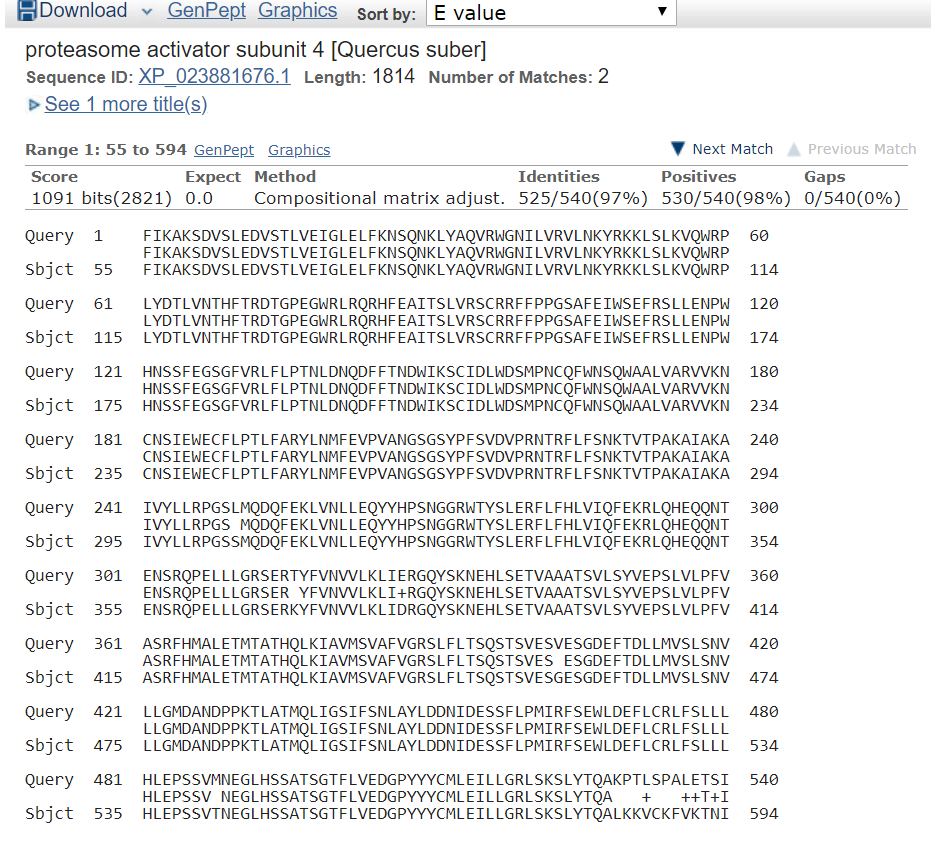 Download GenPept Graphics Sort by: E value
proteasome activator subunit 4 [Quercus suber]
Sequence ID: XP_023881676.1 Length: 1814 Number of Matches: 2
See 1 more title(s)
Range 1: 55 to 594 GenPept Graphics Next Match Previous Match
Score Expect Method Identities Positives Gaps
1091 bits(2821) 0.0 Compositional matrix adjust. 525/540(97%) 530/540(98%) 0/540(0%)
Query 1 FIKAKSDVSLEDVSTLVEIGLELFKNSQNKLYAQVRWGNILVRVLNKYRKKLSLKVQWRP 60
FIKAKSDVSLEDVSTLVEIGLELFKNSQNKLYAQVRWGNILVRVLNKYRKKLSLKVQWRP
Sbjct 55 FIKAKSDVSLEDVSTLVEIGLELFKNSQNKLYAQVRWGNILVRVLNKYRKKLSLKVQWRP 114
Query 61 LYDTLVNTHFTRDTGPEGWRLRQRHFEAITSLVRSCRRFFPPGSAFEIWSEFRSLLENPW 120
LYDTLVNTHFTRDTGPEGWRLRQRHFEAITSLVRSCRRFFPPGSAFEIWSEFRSLLENPW
Sbjct 115 LYDTLVNTHFTRDTGPEGWRLRQRHFEAITSLVRSCRRFFPPGSAFEIWSEFRSLLENPW 174
Query 121 HNSSFEGSGFVRLFLPTNLDNQDFFTNDWIKSCIDLWDSMPNCQFWNSQWAALVARVVKN 180
HNSSFEGSGFVRLFLPTNLDNQDFFTNDWIKSCIDLWDSMPNCQFWNSQWAALVARVVKN
Sbjct 175 HNSSFEGSGFVRLFLPTNLDNQDFFTNDWIKSCIDLWDSMPNCQFWNSQWAALVARVVKN 234
Query 181 CNSIEWECFLPTLFARYLNMFEVPVANGSGSYPFSVDVPRNTRFLFSNKTVTPAKAIAKA 240
CNSIEWECFLPTLFARYLNMFEVPVANGSGSYPFSVDVPRNTRFLFSNKTVTPAKAIAKA
Sbjct 235 CNSIEWECFLPTLFARYLNMFEVPVANGSGSYPFSVDVPRNTRFLFSNKTVTPAKAIAKA 294
Query 241 IVYLLRPGSLMQDQFEKLVNLLEQYYHPSNGGRWTYSLERFLFHLVIQFEKRLQHEQQNT 300
IVYLLRPGS MQDQFEKLVNLLEQYYHPSNGGRWTYSLERFLFHLVIQFEKRLQHEQQNT
Sbjct 295 IVYLLRPGSSMQDQFEKLVNLLEQYYHPSNGGRWTYSLERFLFHLVIQFEKRLQHEQQNT 354
Query 301 ENSRQPELLLGRSERTYFVNVVLKLIERGQYSKNEHLSETVAAATSVLSYVEPSLVLPFV 360
ENSRQPELLLGRSER YFVNVVLKLI+RGQYSKNEHLSETVAAATSVLSYVEPSLVLPFV
Sbjct 355 ENSRQPELLLGRSERKYFVNVVLKLIDRGQYSKNEHLSETVAAATSVLSYVEPSLVLPFV 414
Query 361 ASRFHMALETMTATHQLKIAVMSVAFVGRSLFLTSQSTSVESVESGDEFTDLLMVSLSNV 420
ASRFHMALETMTATHQLKIAVMSVAFVGRSLFLTSQSTSVES ESGDEFTDLLMVSLSNV
Sbjct 415 ASRFHMALETMTATHQLKIAVMSVAFVGRSLFLTSQSTSVESGESGDEFTDLLMVSLSNV 474
Query 421 LLGMDANDPPKTLATMQLIGSIFSNLAYLDDNIDESSFLPMIRFSEWLDEFLCRLFSLLL 480
LLGMDANDPPKTLATMQLIGSIFSNLAYLDDNIDESSFLPMIRFSEWLDEFLCRLFSLLL
Sbjct 475 LLGMDANDPPKTLATMQLIGSIFSNLAYLDDNIDESSFLPMIRFSEWLDEFLCRLFSLLL 534
Query 481 HLEPSSVMNEGLHSSATSGTFLVEDGPYYYCMLEILLGRLSKSLYTQAKPTLSPALETSI 540
HLEPSSV NEGLHSSATSGTFLVEDGPYYYCMLEILLGRLSKSLYTQA + ++T+I
Sbjct 535 HLEPSSVTNEGLHSSATSGTFLVEDGPYYYCMLEILLGRLSKSLYTQALKKVCKFVKTNI 594